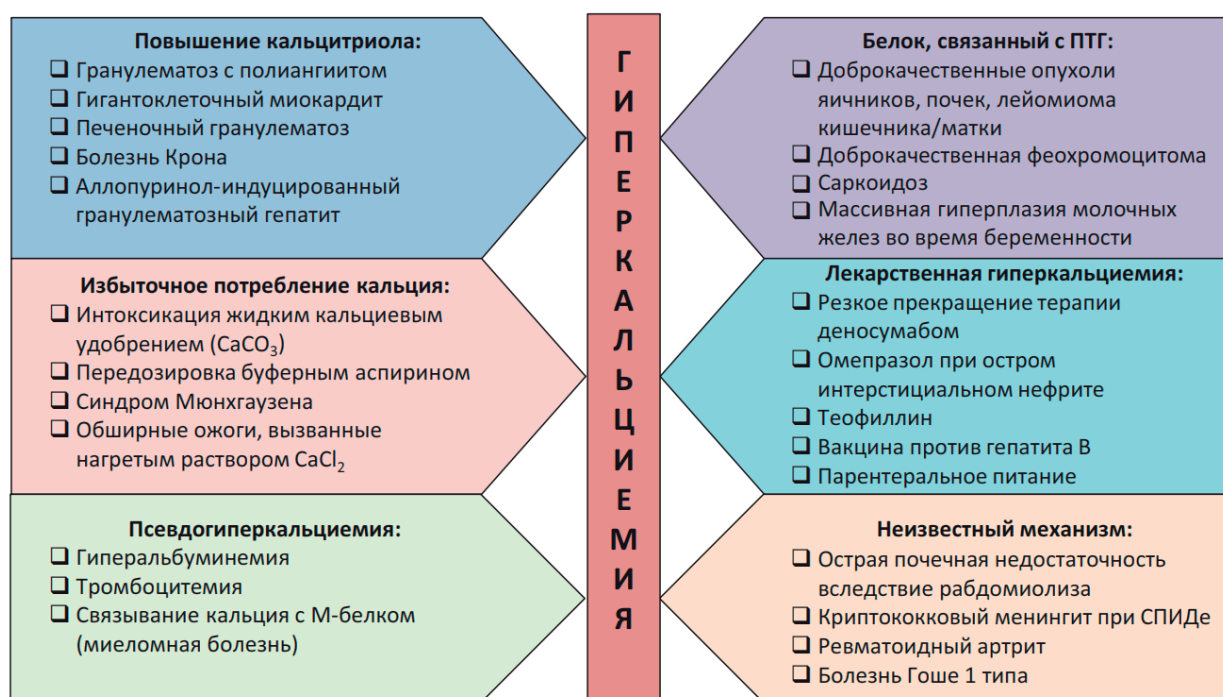 Повышение кальцитриола:
❑ Гранулематоз с полиангиитом
❑ Гигантоклеточный миокардит
❑ Печеночный гранулематоз
❑ Болезнь Крона
❑ Аллопуринол-индуцированный
гранулематозный гепатит
Избыточное потребление кальция:
❑ Интоксикация жидким кальциевым
удобрением (CaCO₃)
❑ Передозировка буферным аспирином
❑ Синдром Мюнхгаузена
❑ Обширные ожоги, вызванные
нагретым раствором CaCl₂
Псевдогиперкальциемия:
❑ Гиперальбуминемия
❑ Тромбоцитемия
❑ Связывание кальция с М-белком
(миеломная болезнь)
Г
И
П
Е
Р
К
А
Л
Ь
Ц
И
Е
М
И
Я
Белок, связанный с ПТГ:
❑ Доброкачественные опухоли
яичников, почек, лейомиома
кишечника/матки
❑ Доброкачественная феохромоцитома
❑ Саркоидоз
❑ Массивная гиперплазия молочных
желез во время беременности
Лекарственная гиперкальциемия:
❑ Резкое прекращение терапии
деносумабом
❑ Омепразол при остром
интерстициальном нефрите
❑ Теофиллин
❑ Вакцина против гепатита В
❑ Парентеральное питание
Неизвестный механизм:
❑ Острая почечная недостаточность
вследствие рабдомиолиза
❑ Криптококковый менингит при СПИДе
❑ Ревматоидный артрит
❑ Болезнь Гоше 1 типа